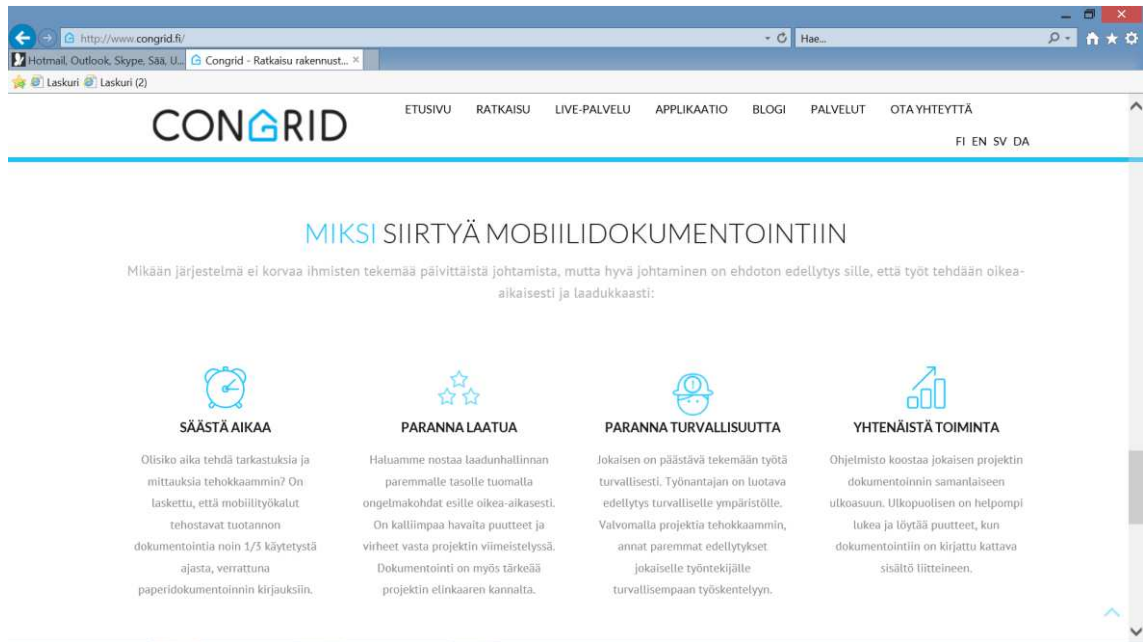 http://www.congrid.fi/
Hae...
Hotmail, Outlook, Skype, Sää, U...
Congrid - Ratkaisu rakennust...
Laskuri
Laskuri (2)
CONGRID
ETUSIVU RATKAISU LIVE-PALVELU APPLIKAATIO BLOGI PALVELUT OTA YHTEYTTÄ
FI EN SV DA
MIKSI SIIRTYÄ MOBIILIDOKUMENTOINTIIN
Mikään järjestelmä ei korvaa ihmisten tekemää päivittäistä johtamista, mutta hyvä johtaminen on ehdoton edellytys sille, että työt tehdään oikea-
aikaisesti ja laadukkaasti:
SÄÄSTÄ AIKAA
Olisiko aika tehdä tarkastuksia ja
mittauksia tehokkaammin? On
laskettu, että mobiilityökalut
tehostavat tuotannon
dokumentointia noin 1/3 käytetystä
ajasta, verrattuna
paperidokumentoinnin kirjauksiin.
PARANNA LAATUA
Haluamme nostaa laadunhallinnan
paremmalle tasolle tuomalla
ongelmakohdat esille oikea-aikasesti.
On kalliimpaa havaita puutteet ja
virheet vasta projektin viimeistelyssä.
Dokumentointi on myös tärkeää
projektin elinkaaren kannalta.
PARANNA TURVALLISUUTTA
Jokaisen on päästävä tekemään työtä
turvallisesti. Työnantajan on luotava
edellytys turvalliselle ympäristölle.
Valvomalla projektia tehokkaammin,
annat paremmat edellytykset
jokaiselle työntekijälle
turvallisempaan työskentelyyn.
YHTENÄISTÄ TOIMINTA
Ohjelmisto koostaa jokaisen projektin
dokumentoinnin samanlaiseen
ulkoasuun. Ulkopuolisen on helpompi
lukea ja löytää puutteet, kun
dokumentointiin on kirjattu kattava
sisältö liitteineen.